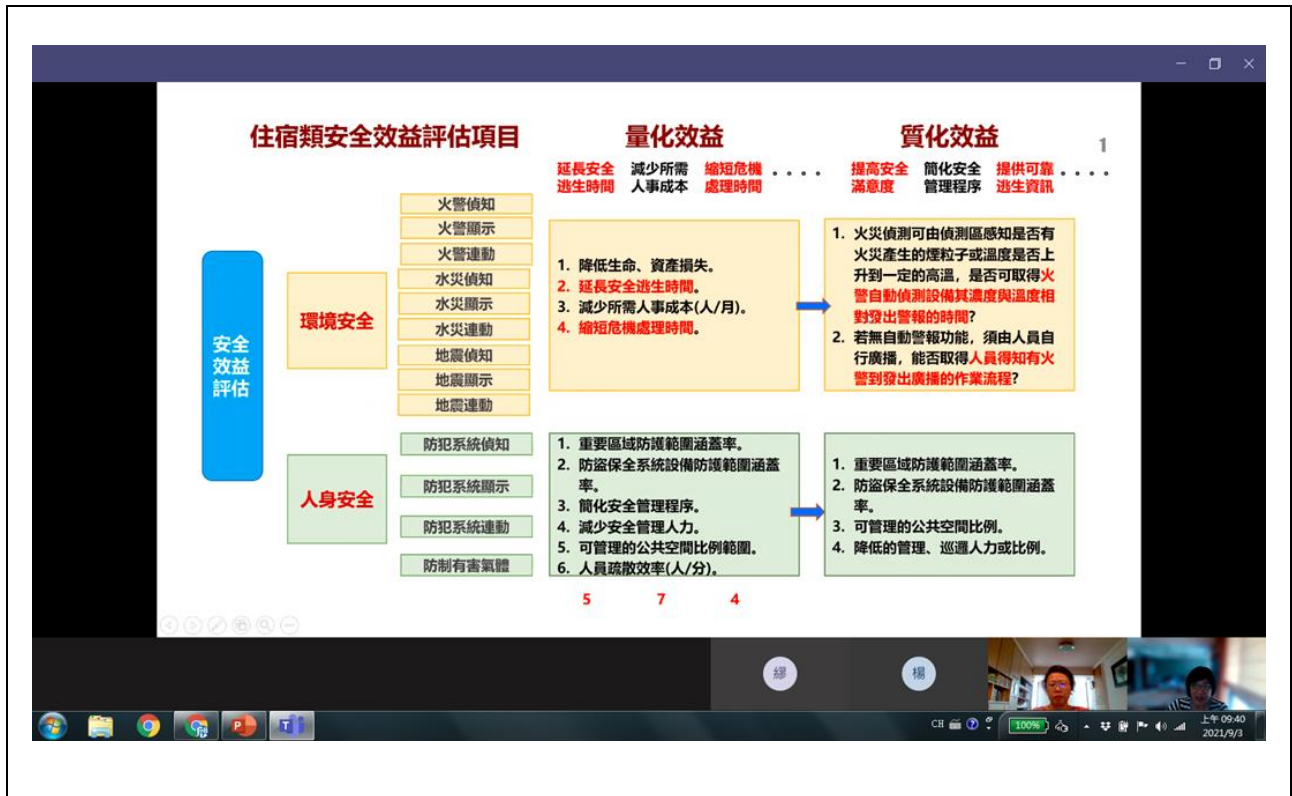 住宿類安全效益評估項目
量化效益
質化效益
1
延長安全 減少所需 縮短危機 . . . .
逃生時間 人事成本 處理時間
提高安全 簡化安全 提供可靠 . . . .
滿意度 管理程序 逃生資訊
安全
效益
評估
環境安全
火警偵知
火警顯示
火警連動
水災偵知
水災顯示
水災連動
地震偵知
地震顯示
地震連動
1. 降低生命、資產損失。
2. 延長安全逃生時間。
3. 減少所需人事成本(人/月)。
4. 縮短危機處理時間。
1. 火災偵測可由偵測區感知是否有
火災產生的煙粒子或溫度是否上
升到一定的高溫，是否可取得火
警自動偵測設備其濃度與溫度相
對發出警報的時間?
2. 若無自動警報功能，須由人員自
行廣播，能否取得人員得知有火
警到發出廣播的作業流程?
人身安全
防犯系統偵知
防犯系統顯示
防犯系統連動
防制有害氣體
1. 重要區域防護範圍涵蓋率。
2. 防盜保全系統設備防護範圍涵蓋
率。
3. 簡化安全管理程序。
4. 減少安全管理人力。
5. 可管理的公共空間比例範圍。
6. 人員疏散效率(人/分)。
1. 重要區域防護範圍涵蓋率。
2. 防盜保全系統設備防護範圍涵蓋
率。
3. 可管理的公共空間比例。
4. 降低的管理、巡邏人力或比例。
5 7 4
繆
楊
CH
100%
上午 09:40
2021/9/3